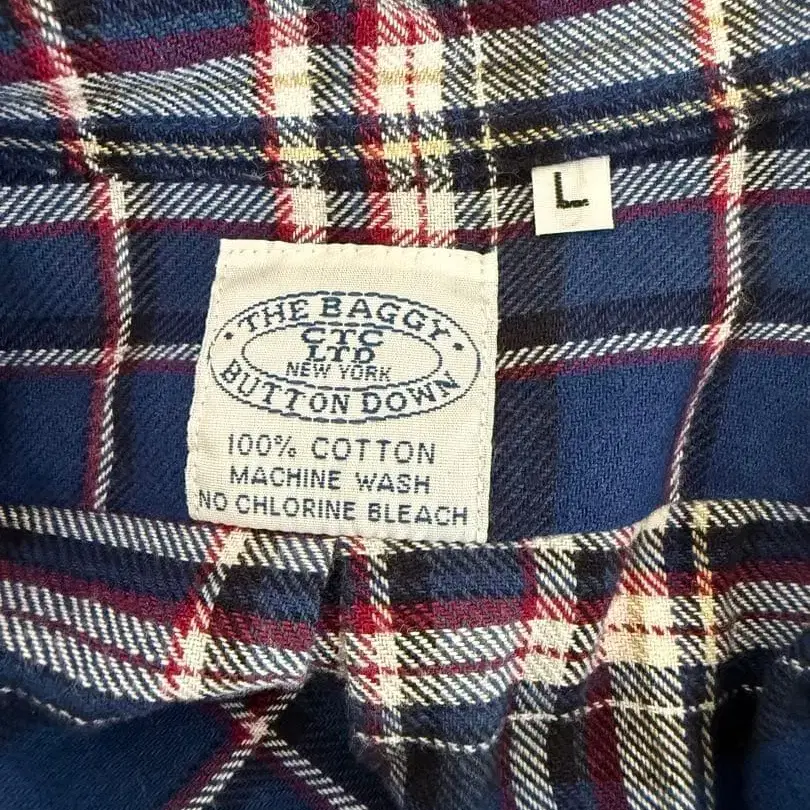 L
THE BAGGY
CTC
LTD
NEW YORK
BUTTON DOWN
100% COTTON
MACHINE WASH
NO CHLORINE BLEACH